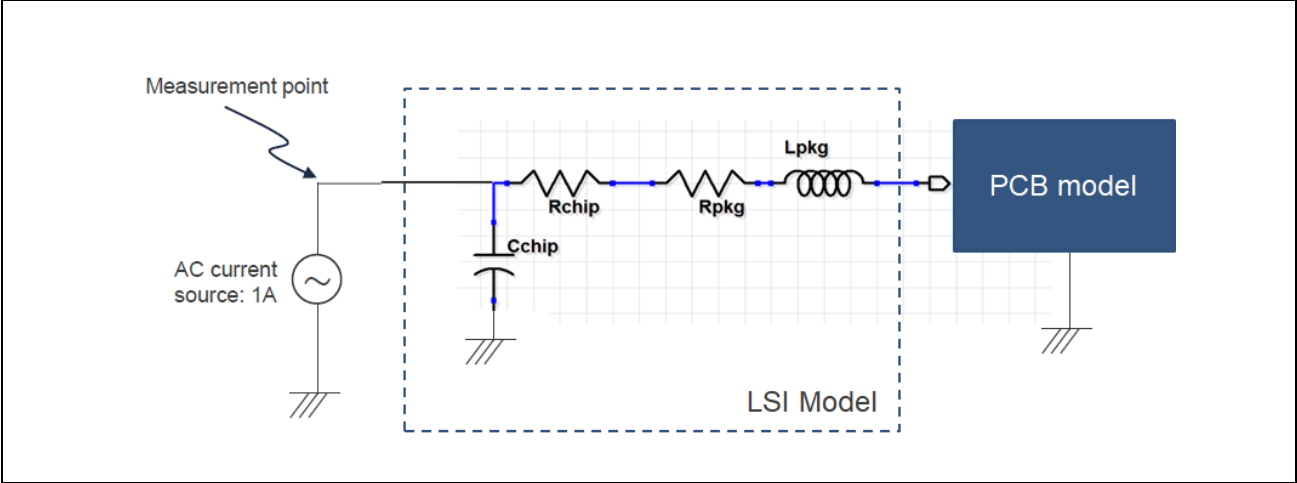 Measurement point
Lpkg
PCB model
Rchip
Rpkg
Cchip
AC current
source: 1A
LSI Model